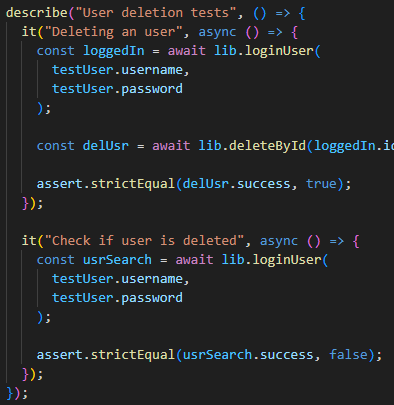 describe("User deletion tests", () => {
  it("Deleting an user", async () => {
    const loggedIn = await lib.loginUser(
      testUser.username,
      testUser.password
    );

    const delUsr = await lib.deleteById(loggedIn.i

    assert.strictEqual(delUsr.success, true);
  });

  it("Check if user is deleted", async () => {
    const usrSearch = await lib.loginUser(
      testUser.username,
      testUser.password
    );

    assert.strictEqual(usrSearch.success, false);
  });
});